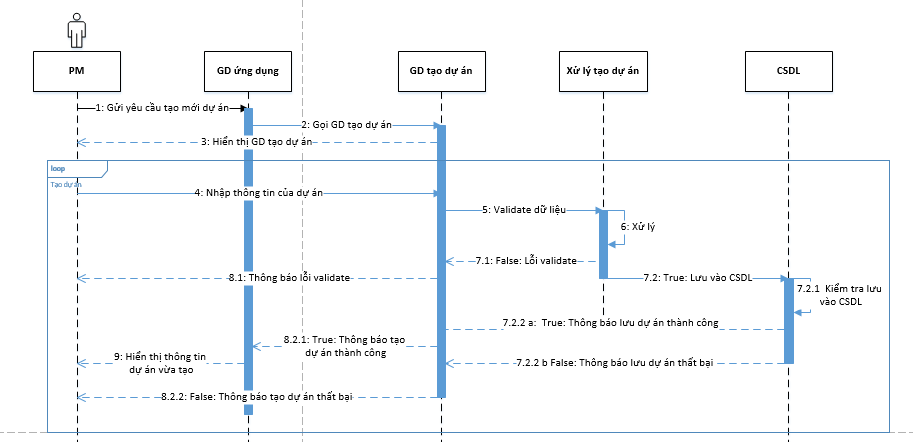 PM
GD ứng dụng
GD tạo dự án
Xử lý tạo dự án
CSDL
1: Gửi yêu cầu tạo mới dự án
2: Gọi GD tạo dự án
3: Hiển thị GD tạo dự án
loop
Tạo dự án
4: Nhập thông tin của dự án
5: Validate dữ liệu
6: Xử lý
7.1: False: Lỗi validate
8.1: Thông báo lỗi validate
7.2: True: Lưu vào CSDL
7.2.1 Kiểm tra lưu
vào CSDL
7.2.2 a: True: Thông báo lưu dự án thành công
8.2.1: True: Thông báo tạo
dự án thành công
9: Hiển thị thông tin
dự án vừa tạo
7.2.2 b False: Thông báo lưu dự án thất bại
8.2.2: False: Thông báo tạo dự án thất bại